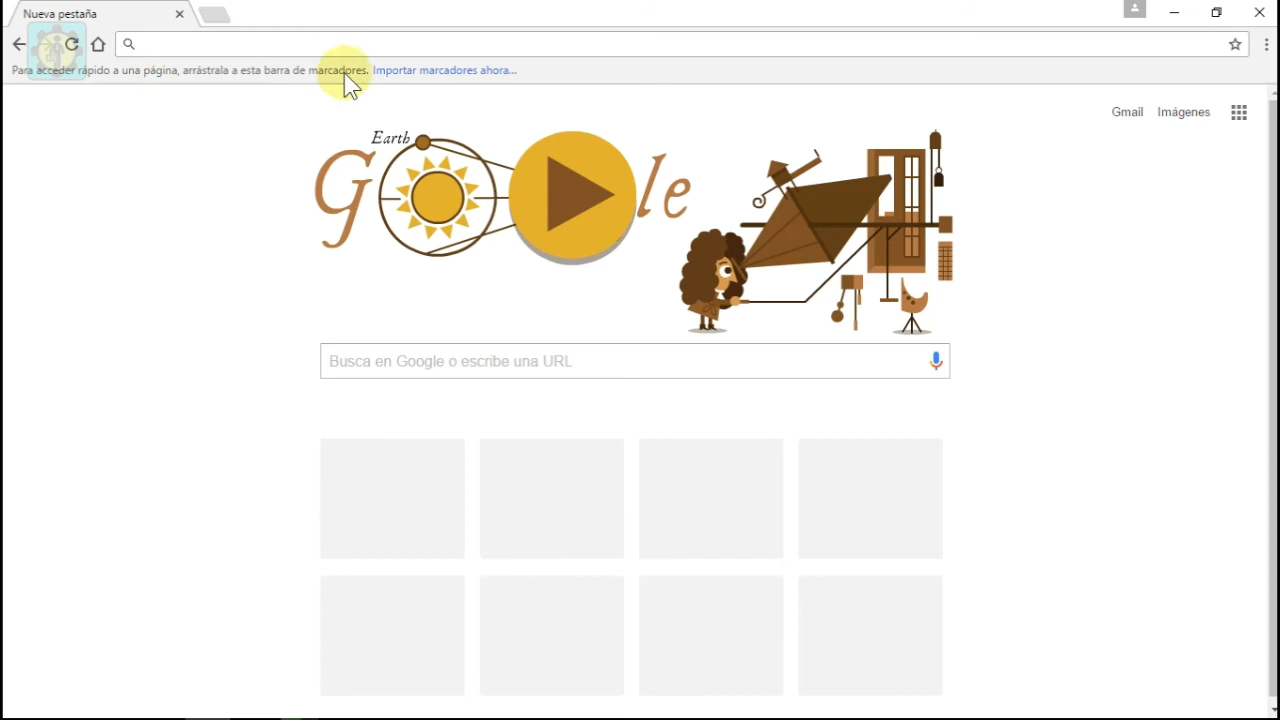 Nueva pestaña
Para acceder rápido a una página, arrástrala a esta barra de marcadores. Importar marcadores ahora...
Gmail Imágenes
Earth
G le
Busca en Google o escribe una URL